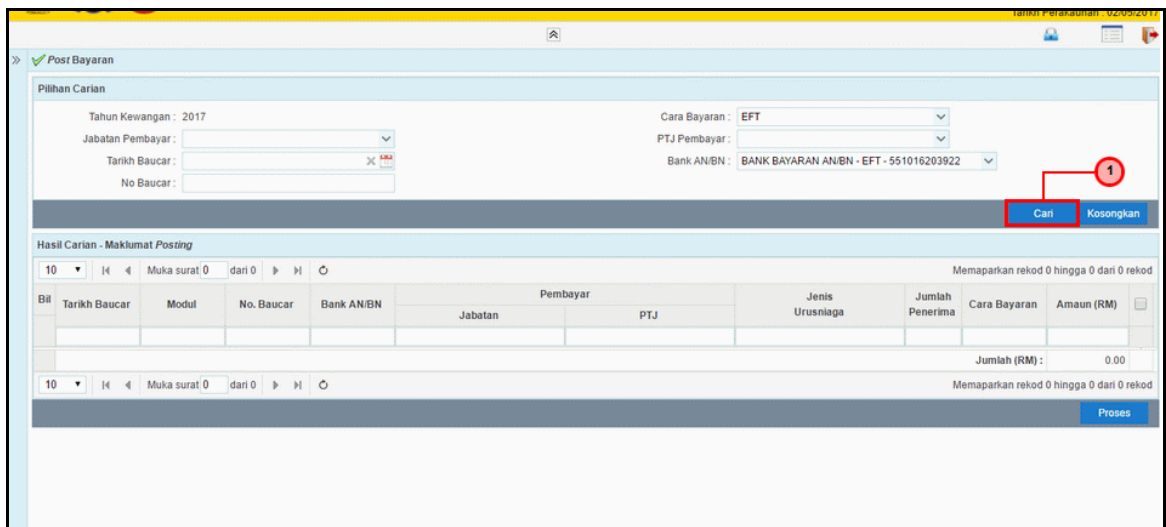 Tarikh Perakaunan : 02/05/2017
Post Bayaran
Pilihan Carian
Tahun Kewangan : 2017
Cara Bayaran : EFT
Jabatan Pembayar :
PTJ Pembayar :
Tarikh Baucar :
Bank AN/BN : BANK BAYARAN AN/BN - EFT - 551016203922
No Baucar :
1
Cari Kosongkan
Hasil Carian - Maklumat Posting
10 Muka surat 0 dari 0 Memaparkan rekod 0 hingga 0 dari 0 rekod
Bil Tarikh Baucar Modul No. Baucar Bank AN/BN Pembayar Jenis Urusniaga Jumlah Penerima Cara Bayaran Amaun (RM)
Jabatan PTJ
Jumlah (RM) : 0.00
10 Muka surat 0 dari 0 Memaparkan rekod 0 hingga 0 dari 0 rekod
Proses